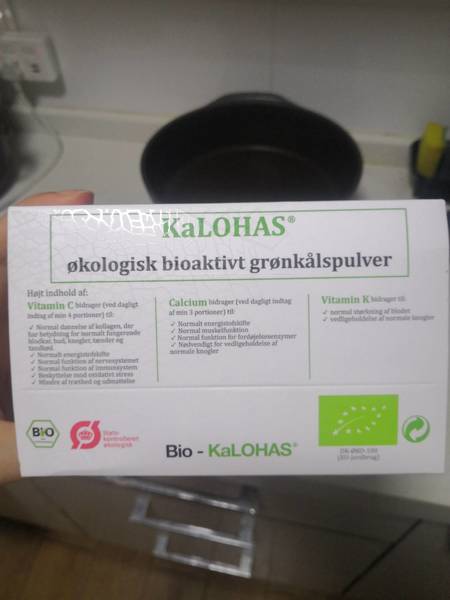 KaLOHAS®
økologisk bioaktivt grønkålspulver
Højt indhold af:
Vitamin C bidrager (ved dagligt
indtag af min 4 portioner) til:
✓ Normal dannelse af kollagen, der
har betydning for normalt fungerende
blodkar, hud, knogler, tænder og
tandkød
✓ Normalt energistofskifte
✓ Normal funktion af nervesystemet
✓ Normal funktion af immunsystem
✓ Beskyttelse mod oxidativt stress
✓ Mindre af træthed og udmattelse
Calcium bidrager (ved dagligt indtag
af min 3 portioner) til:
✓ Normalt energistofskifte
✓ Normal muskelfunktion
✓ Normal funktion for fordøjelsesenzymer
✓ Nødvendigt for vedligeholdelse af
normale knogler
Vitamin K bidrager til:
✓ normal størkning af blodet
✓ vedligeholdelse af normale knogler
BIO
Ø
Stats-
kontrolleret
økologisk
Bio - KaLOHAS®
DK-ØKO-100
(EU-jordbrug)